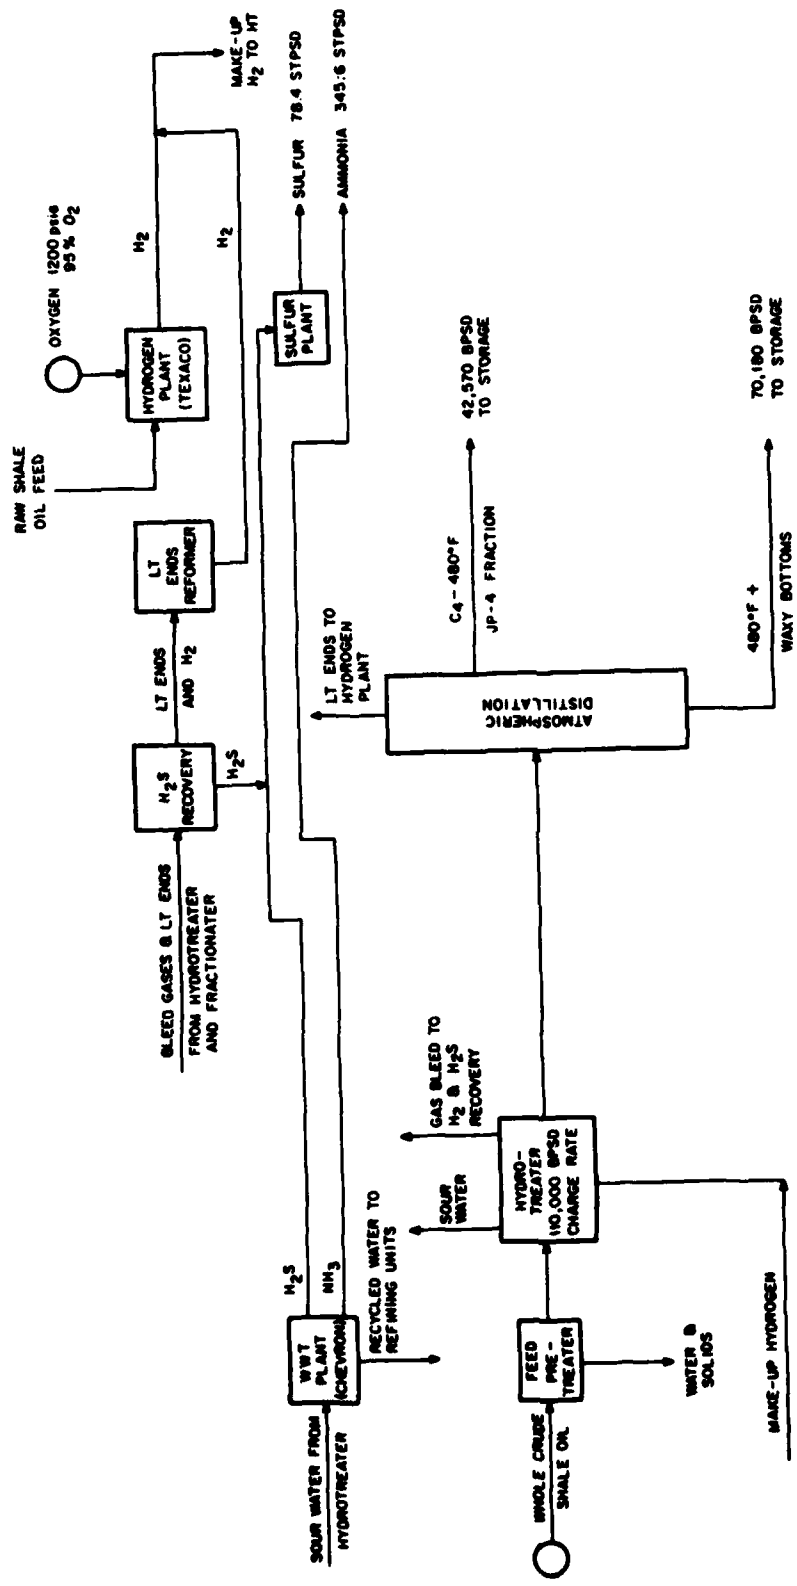 RAW SHALE
OIL FEED
OXYGEN 1200 psig
95% O2
HYDROGEN
PLANT
(TEXACO)
H2
MAKE-UP
H2 TO HT
BLEED GASES & LT ENDS
FROM HYDROTREATER
AND FRACTIONATER
H2S
RECOVERY
LT ENDS
AND H2
LT
ENDS
REFORMER
H2
H2S
SULFUR
PLANT
SULFUR 78.4 STPSD
AMMONIA 345.6 STPSD
SOUR WATER FROM
HYDROTREATER
WWT
PLANT
(CHEVRON)
H2S
NH3
RECYCLED WATER TO
REFINING UNITS
SOUR
WATER
GAS BLEED TO
H2 & H2S
RECOVERY
LT ENDS TO
HYDROGEN
PLANT
WHOLE CRUDE
SHALE OIL
FEED
PRE-
TREATER
WATER &
SOLIDS
HYDRO-
TREATER
110,000 BPSD
CHARGE RATE
MAKE-UP HYDROGEN
ATMOSPHERIC
DISTILLATION
C4-480°F
JP-4 FRACTION
42,570 BPSD
TO STORAGE
480°F +
WAXY BOTTOMS
70,180 BPSD
TO STORAGE